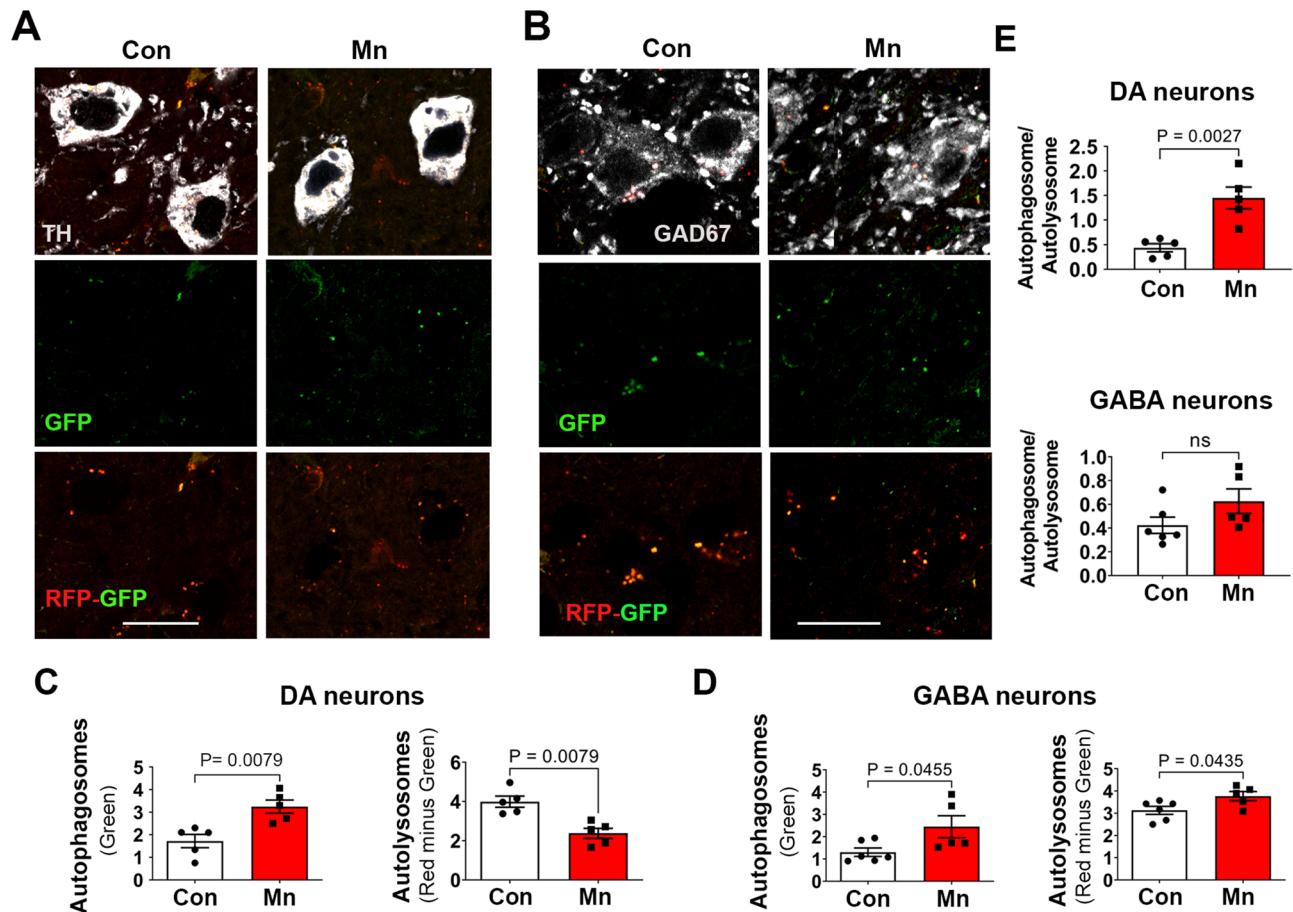 A
Con
Mn
TH
GFP
RFP-GFP
B
Con
Mn
GAD67
GFP
RFP-GFP
E
DA neurons
P = 0.0027
Autophagosome/
Autolysosome
2.5
2.0
1.5
1.0
0.5
0.0
Con
Mn
GABA neurons
ns
Autophagosome/
Autolysosome
1.0
0.8
0.6
0.4
0.2
0.0
Con
Mn
C
DA neurons
Autophagosomes
(Green)
P= 0.0079
5
4
3
2
1
0
Con
Mn
Autolysosomes
(Red minus Green)
P = 0.0079
6
4
2
0
Con
Mn
D
GABA neurons
Autophagosomes
(Green)
P = 0.0455
5
4
3
2
1
0
Con
Mn
Autolysosomes
(Red minus Green)
P = 0.0435
5
4
3
2
1
0
Con
Mn